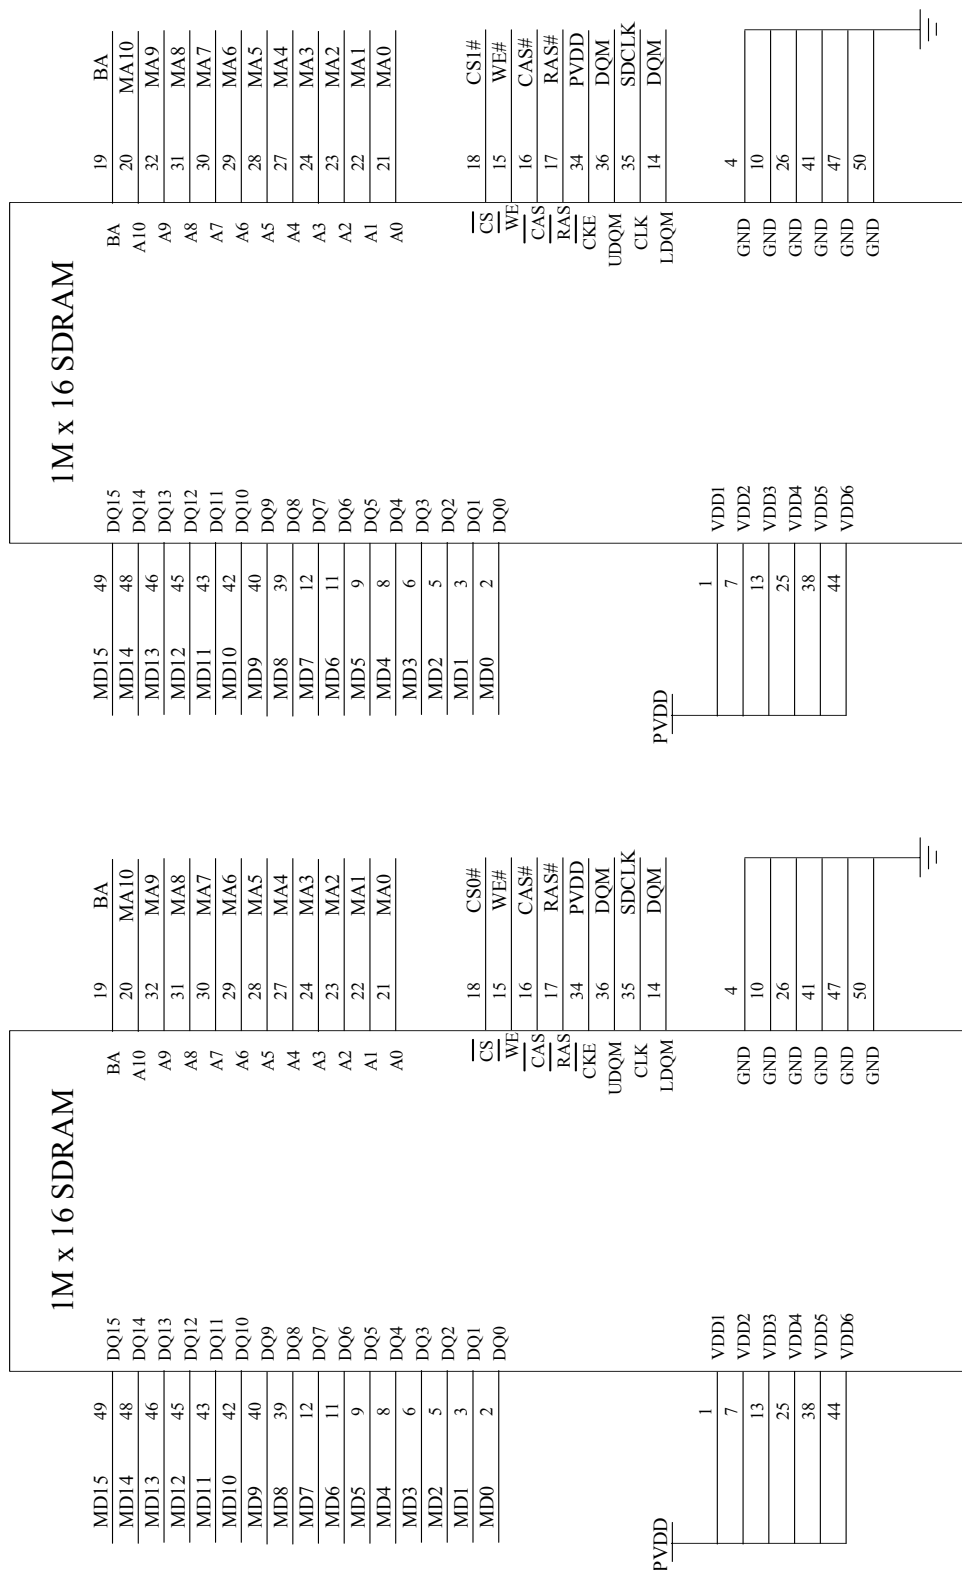 1M x 16 SDRAM
MD15 49 DQ15 BA 19 BA
MD14 48 DQ14 A10 20 MA10
MD13 46 DQ13 A9 32 MA9
MD12 45 DQ12 A8 31 MA8
MD11 43 DQ11 A7 30 MA7
MD10 42 DQ10 A6 29 MA6
MD9 40 DQ9 A5 28 MA5
MD8 39 DQ8 A4 27 MA4
MD7 12 DQ7 A3 24 MA3
MD6 11 DQ6 A2 23 MA2
MD5 9 DQ5 A1 22 MA1
MD4 8 DQ4 A0 21 MA0
MD3 6 DQ3
MD2 5 DQ2
MD1 3 DQ1 CS 18 CS0#
MD0 2 DQ0 WE 15 WE#
CAS 16 CAS#
RAS 17 RAS#
CKE 34 PVDD
UDQM 36 DQM
CLK 35 SDCLK
LDQM 14 DQM
PVDD
1 VDD1
7 VDD2 GND 4
13 VDD3 GND 10
25 VDD4 GND 26
38 VDD5 GND 41
44 VDD6 GND 47
GND 50
1M x 16 SDRAM
MD15 49 DQ15 BA 19 BA
MD14 48 DQ14 A10 20 MA10
MD13 46 DQ13 A9 32 MA9
MD12 45 DQ12 A8 31 MA8
MD11 43 DQ11 A7 30 MA7
MD10 42 DQ10 A6 29 MA6
MD9 40 DQ9 A5 28 MA5
MD8 39 DQ8 A4 27 MA4
MD7 12 DQ7 A3 24 MA3
MD6 11 DQ6 A2 23 MA2
MD5 9 DQ5 A1 22 MA1
MD4 8 DQ4 A0 21 MA0
MD3 6 DQ3
MD2 5 DQ2
MD1 3 DQ1 CS 18 CS1#
MD0 2 DQ0 WE 15 WE#
CAS 16 CAS#
RAS 17 RAS#
CKE 34 PVDD
UDQM 36 DQM
CLK 35 SDCLK
LDQM 14 DQM
PVDD
1 VDD1
7 VDD2 GND 4
13 VDD3 GND 10
25 VDD4 GND 26
38 VDD5 GND 41
44 VDD6 GND 47
GND 50